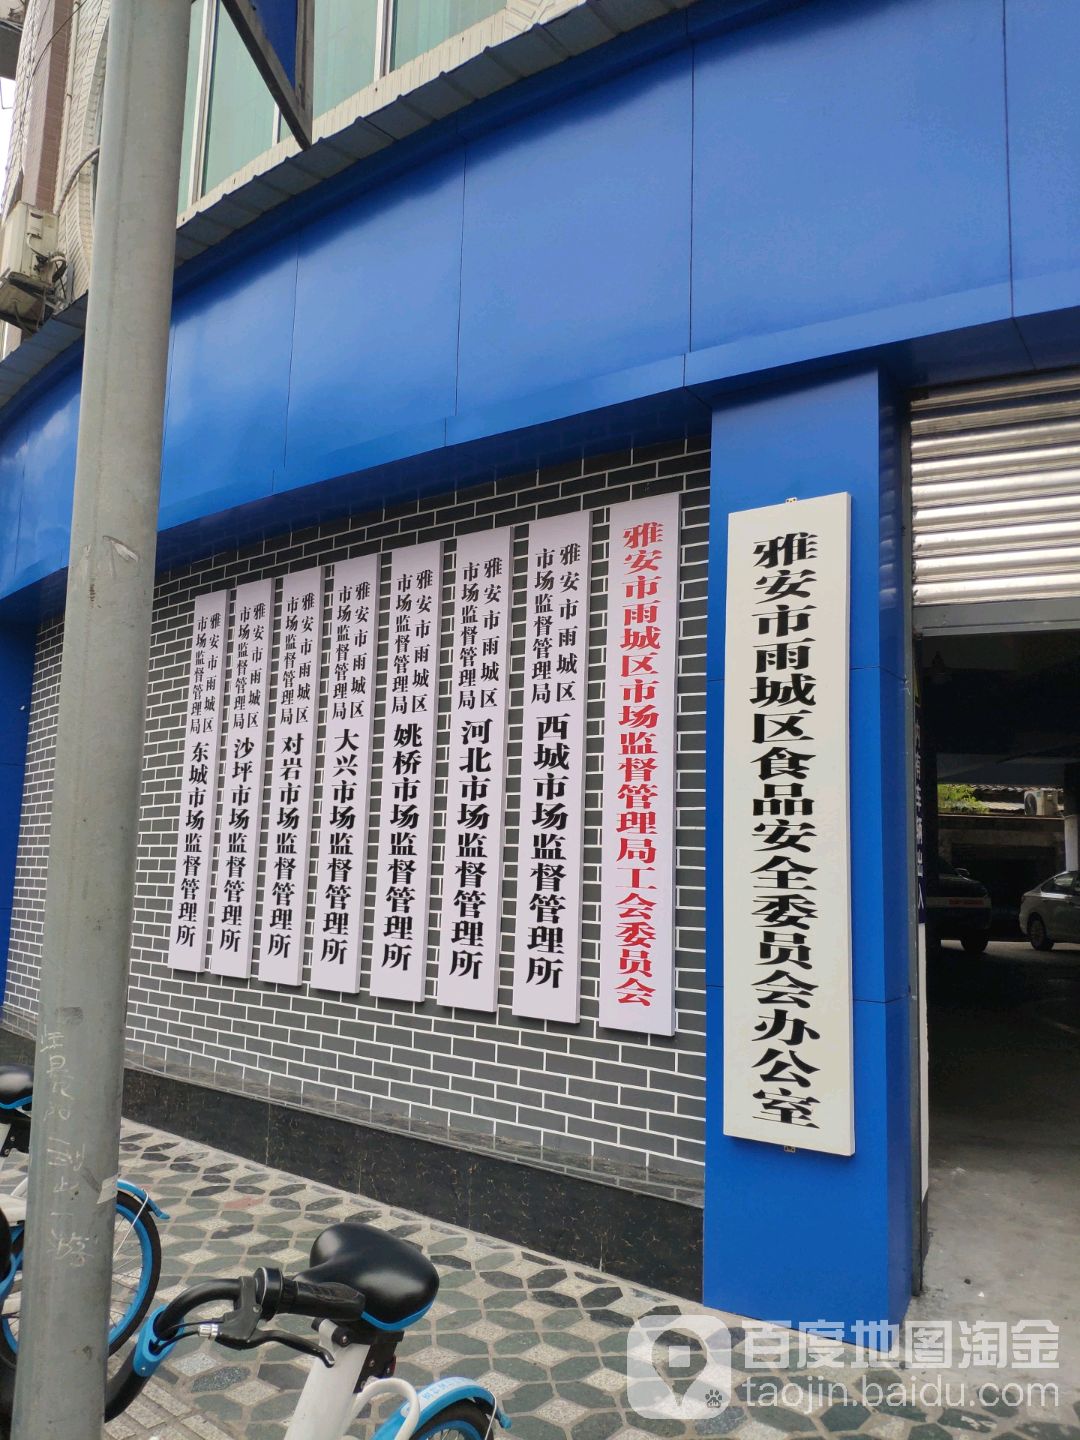 雅安市雨城区食品安全委员会办公室
雅安市雨城区市场监督管理局工会委员会
雅安市雨城区
市场监督管理局
西城市场监督管理所
雅安市雨城区
市场监督管理局
河北市场监督管理所
雅安市雨城区
市场监督管理局
姚桥市场监督管理所
雅安市雨城区
市场监督管理局
大兴市场监督管理所
雅安市雨城区
市场监督管理局
对岩市场监督管理所
雅安市雨城区
市场监督管理局
沙坪市场监督管理所
雅安市雨城区
市场监督管理局
东城市场监督管理所
百度地图淘金
taojin.baidu.com